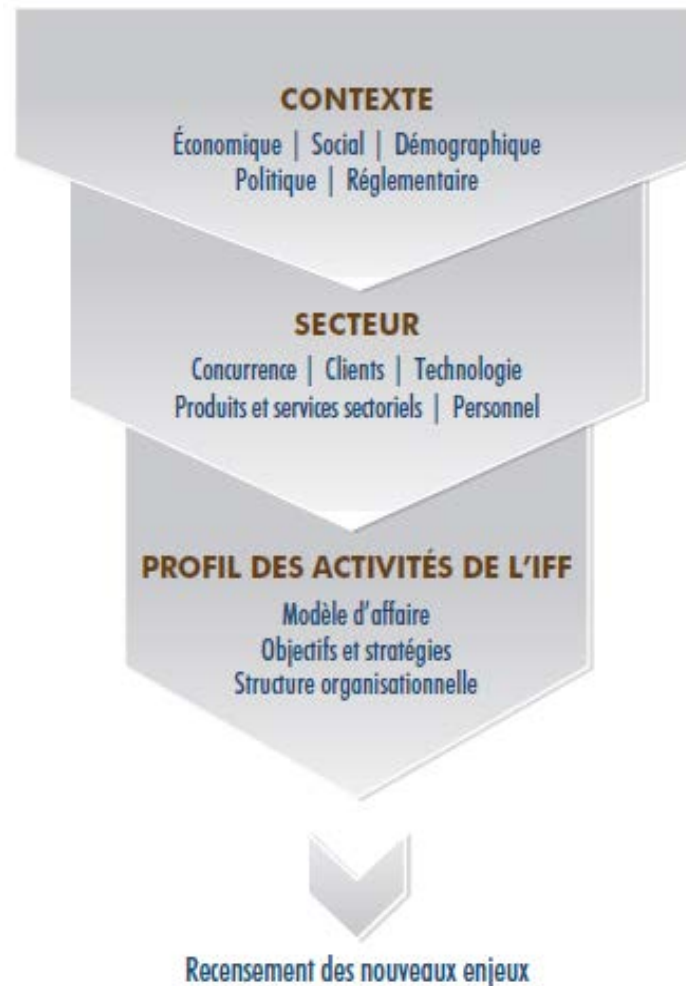 CONTEXTE
Économique | Social | Démographique
Politique | Réglementaire
SECTEUR
Concurrence | Clients | Technologie
Produits et services sectoriels | Personnel
PROFIL DES ACTIVITÉS DE L'IFF
Modèle d'affaire
Objectifs et stratégies
Structure organisationnelle
Recensement des nouveaux enjeux